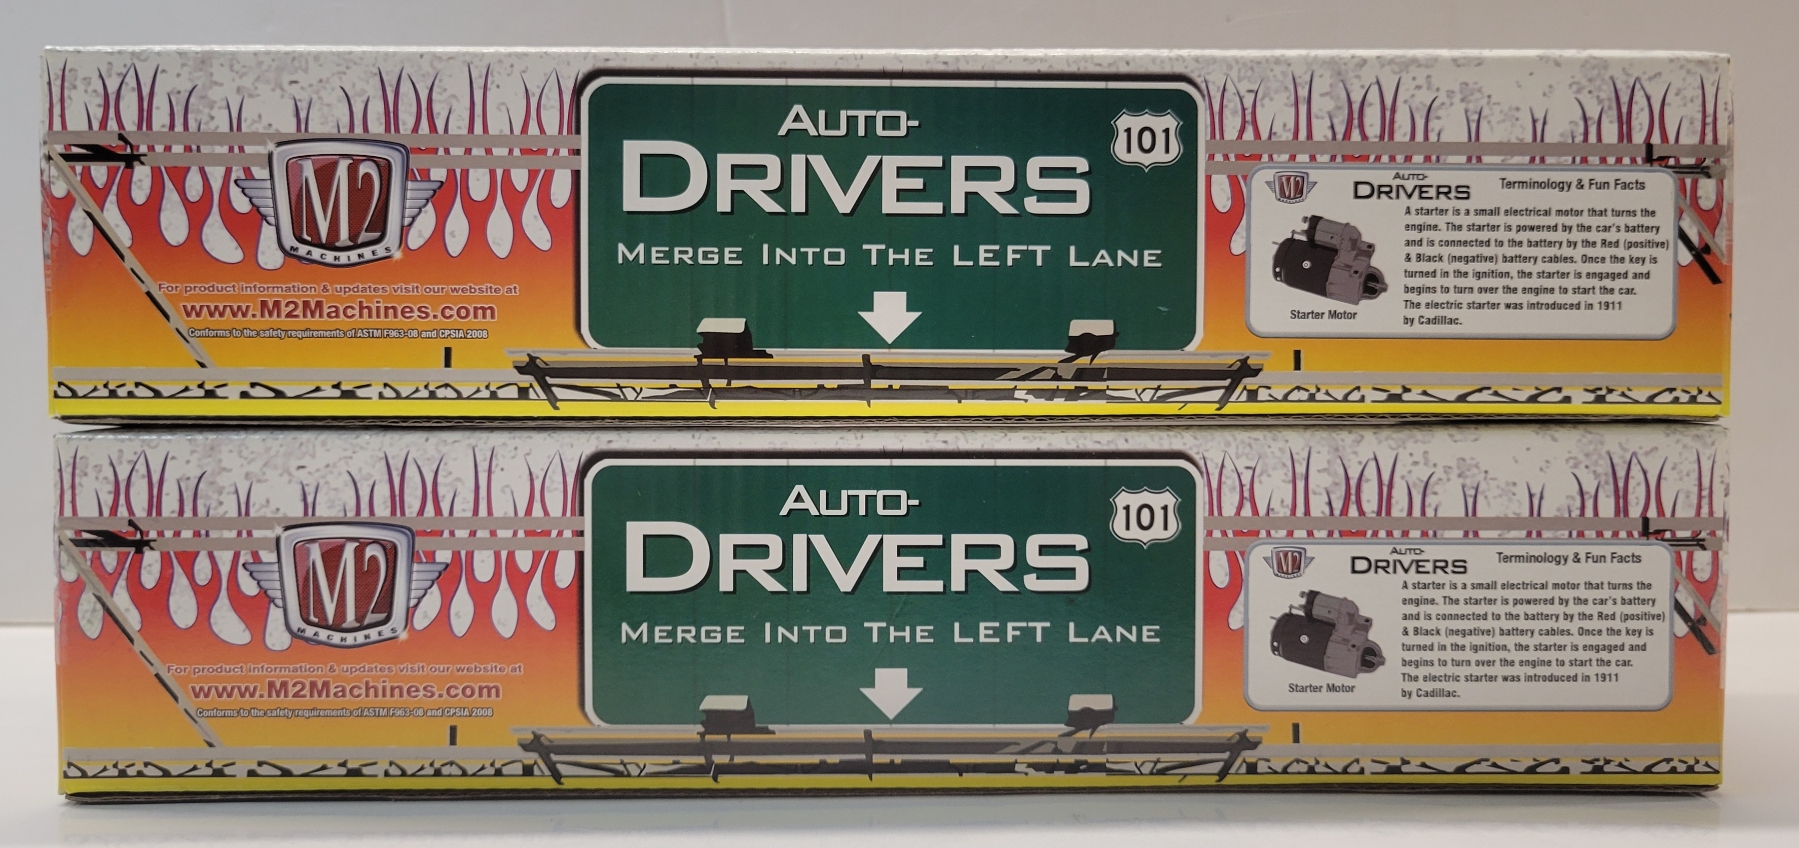 AUTO-
DRIVERS
101
MERGE INTO THE LEFT LANE
M2
MACHINES
For product information & updates visit our website at
www.M2Machines.com
Conforms to the safety requirements of ASTM F963-08 and CPSIA 2008
M2
AUTO-
DRIVERS
Terminology & Fun Facts
A starter is a small electrical motor that turns the
engine. The starter is powered by the car's battery
and is connected to the battery by the Red (positive)
& Black (negative) battery cables. Once the key is
turned in the ignition, the starter is engaged and
begins to turn over the engine to start the car.
The electric starter was introduced in 1911
by Cadillac.
Starter Motor
AUTO-
DRIVERS
101
MERGE INTO THE LEFT LANE
M2
MACHINES
For product information & updates visit our website at
www.M2Machines.com
Conforms to the safety requirements of ASTM F963-08 and CPSIA 2008
M2
AUTO-
DRIVERS
Terminology & Fun Facts
A starter is a small electrical motor that turns the
engine. The starter is powered by the car's battery
and is connected to the battery by the Red (positive)
& Black (negative) battery cables. Once the key is
turned in the ignition, the starter is engaged and
begins to turn over the engine to start the car.
The electric starter was introduced in 1911
by Cadillac.
Starter Motor